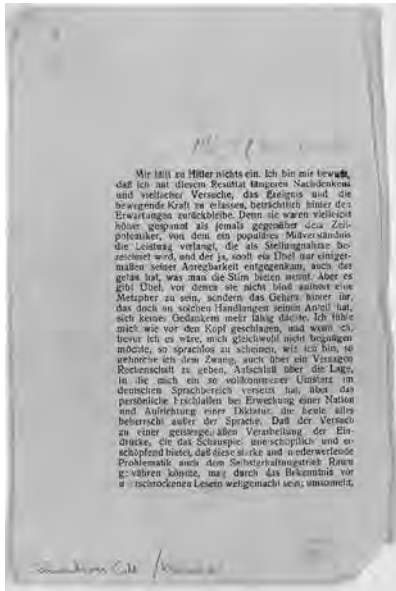 Mir fällt zu Hitler nichts ein. Ich bin mir bewußt,
daß ich mit diesem Resultat längeren Nachdenkens
und vielfacher Versuche, das Ereignis und die
bewegende Kraft zu erfassen, beträchtlich hinter den
Erwartungen zurückbleibe. Denn sie waren vielleicht
höher gespannt als jemals gegenüber dem Zeit-
polemiker, von dem ein populäres Mißverständnis
die Leistung verlangt, die als Stellungnahme be-
zeichnet wird, und der ja, sooft ein Übel nur einiger-
maßen seiner Anregbarkeit entgegenkam, auch das
getan hat, was man die Stirn bieten nennt. Aber es
gibt Übel, vor denen sie nicht bloß aufhört eine
Metapher zu sein, sondern das Gehirn hinter ihr,
das doch an solchen Handlungen seinen Anteil hat,
sich keines Gedankens mehr fähig dächte. Ich fühle
mich wie vor den Kopf geschlagen, und wenn ich,
bevor ich es wäre, mich gleichwohl nicht begnügen
möchte, so sprachlos zu scheinen, wie ich bin, so
gehorche ich dem Zwang, auch über ein Versagen
Rechenschaft zu geben, Aufschluß über die Lage,
in die mich ein so vollkommener Umsturz im
deutschen Sprachbereich versetzt hat, über das
persönliche Erschlaffen bei Erweckung einer Nation
und Aufrichtung einer Diktatur, die heute alles
beherrscht außer der Sprache. Daß der Versuch
zu einer geistesgemäßen Verarbeitung der Ein-
drücke, die das Schauspiel unerschöpflich und er-
schöpfend bietet, daß diese starke und niederwerfende
Problematik auch dem Selbsterhaltungstrieb Raum
gewähren könnte, mag durch das Bekenntnis vor
unerschrockenen Lesern wettgemacht sein; umsomehr,